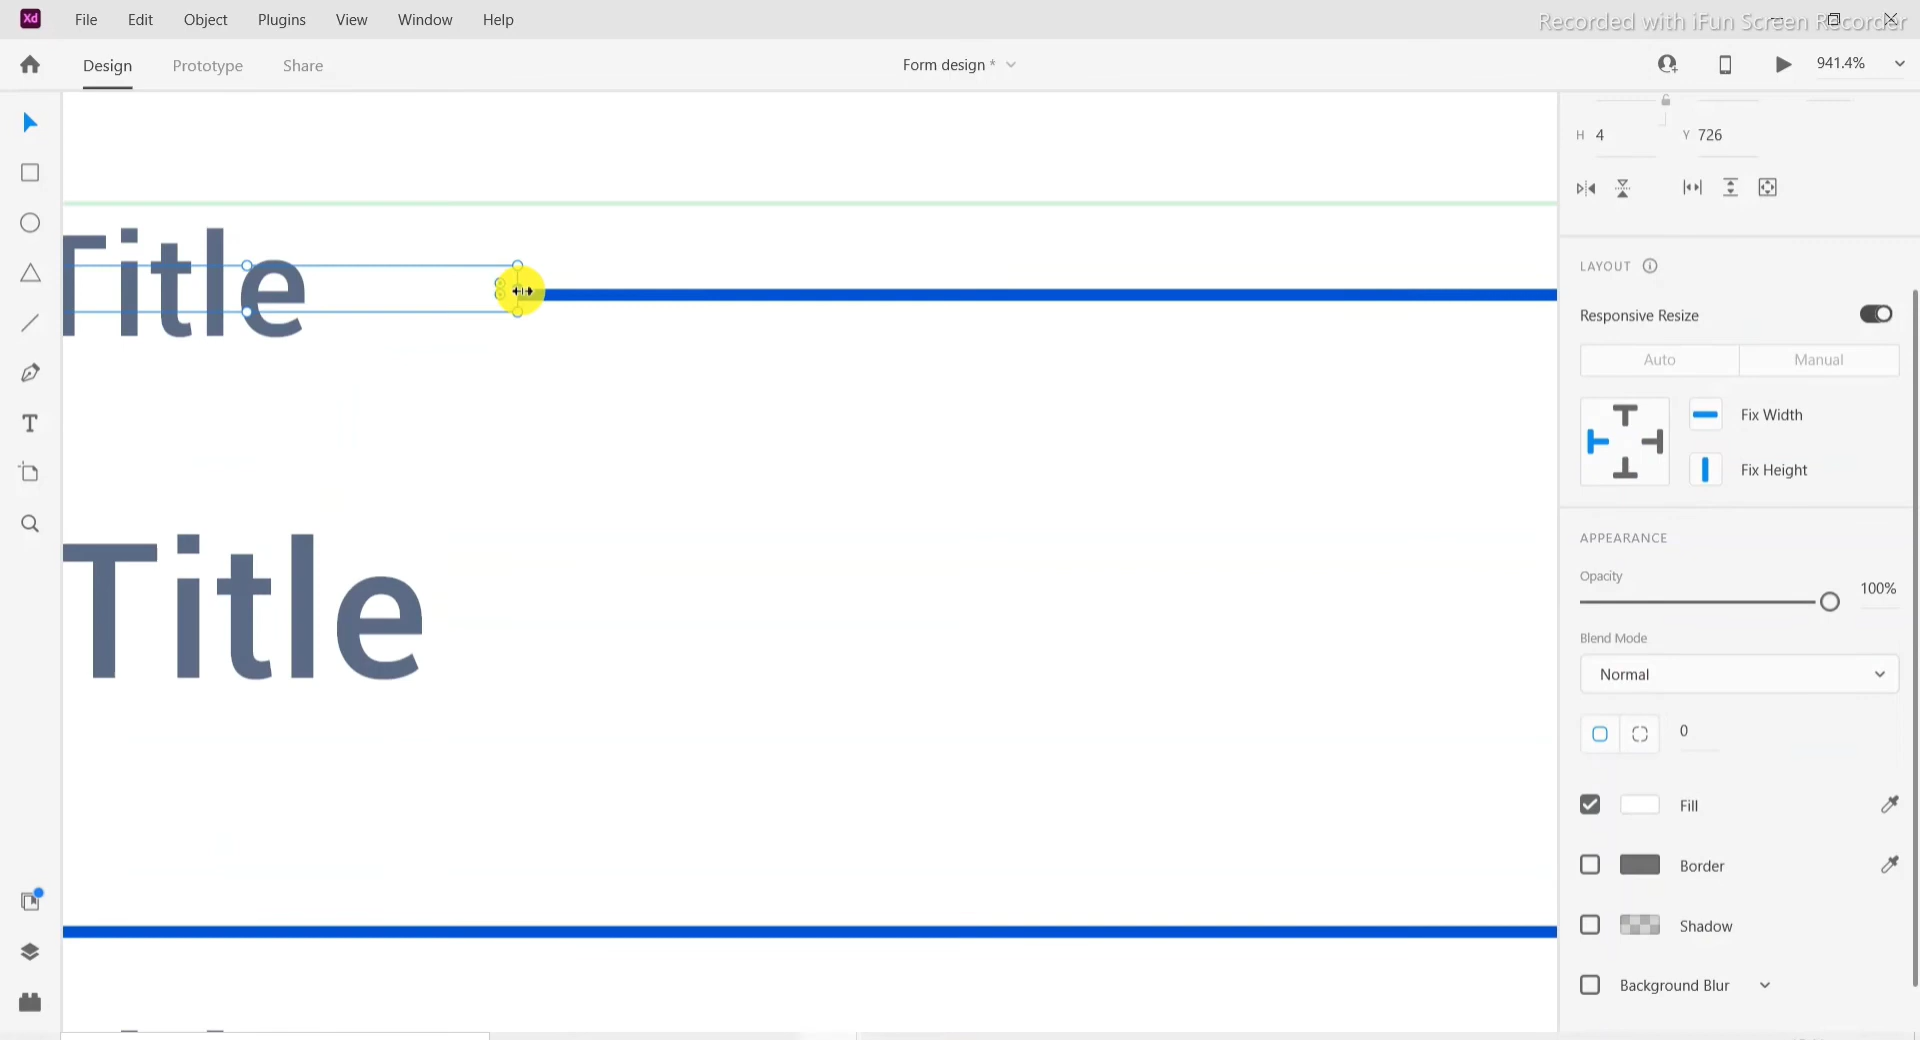 Xd File Edit Object Plugins View Window Help
Recorded with iFun Screen Recorder
Design Prototype Share
Form design *
941.4%
H 4 Y 726
Title
LAYOUT
Responsive Resize
Auto Manual
Fix Width
Fix Height
Title
APPEARANCE
Opacity
100%
Blend Mode
Normal
0
Fill
Border
Shadow
Background Blur